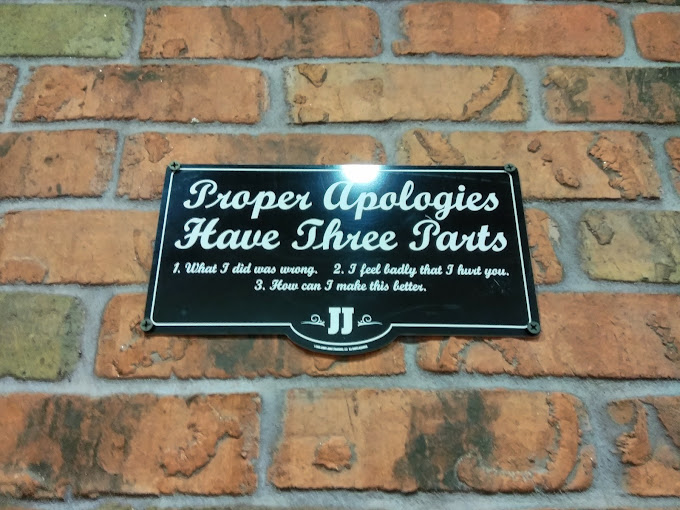 Proper Apologies
Have Three Parts
1. What I did was wrong. 2. I feel badly that I hurt you.
3. How can I make this better.
JJ